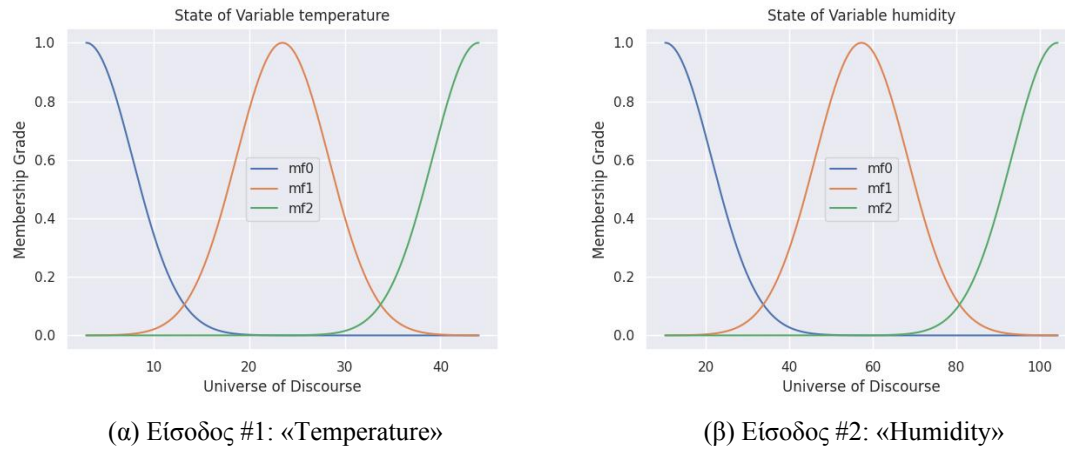 State of Variable temperature
Membership Grade
1.0
0.8
0.6
0.4
0.2
0.0
mf0
mf1
mf2
10 20 30 40
Universe of Discourse
(α) Είσοδος #1: «Temperature»
State of Variable humidity
Membership Grade
1.0
0.8
0.6
0.4
0.2
0.0
mf0
mf1
mf2
20 40 60 80 100
Universe of Discourse
(β) Είσοδος #2: «Humidity»